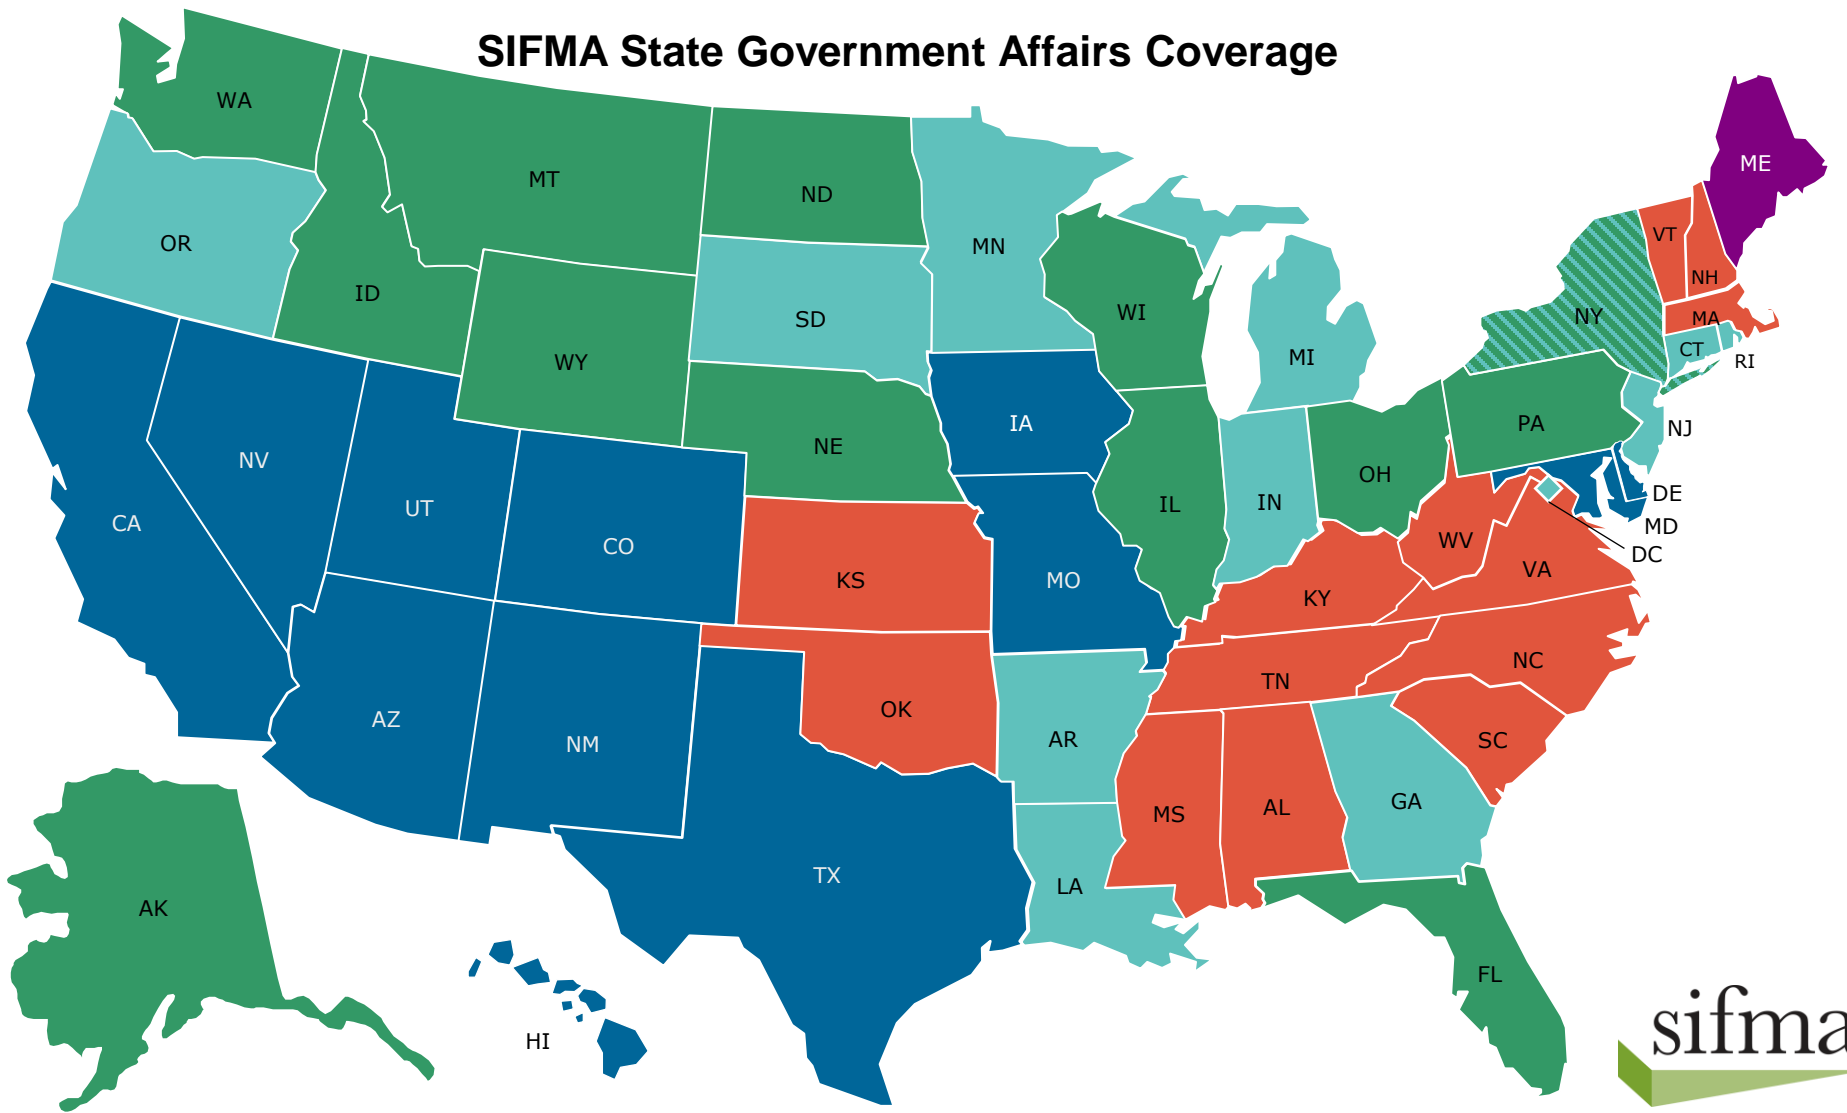 SIFMA State Government Affairs Coverage
WA
ME
MT
ND
VT
OR
MN
NH
ID
WI
NY
MA
SD
CT
MI
RI
WY
IA
PA
NJ
NE
NV
OH
DE
UT
IL
IN
CA
MD
CO
WV
DC
KS
MO
VA
KY
NC
TN
OK
AZ
AR
SC
NM
GA
MS
AL
TX
LA
AK
FL
HI
sifma